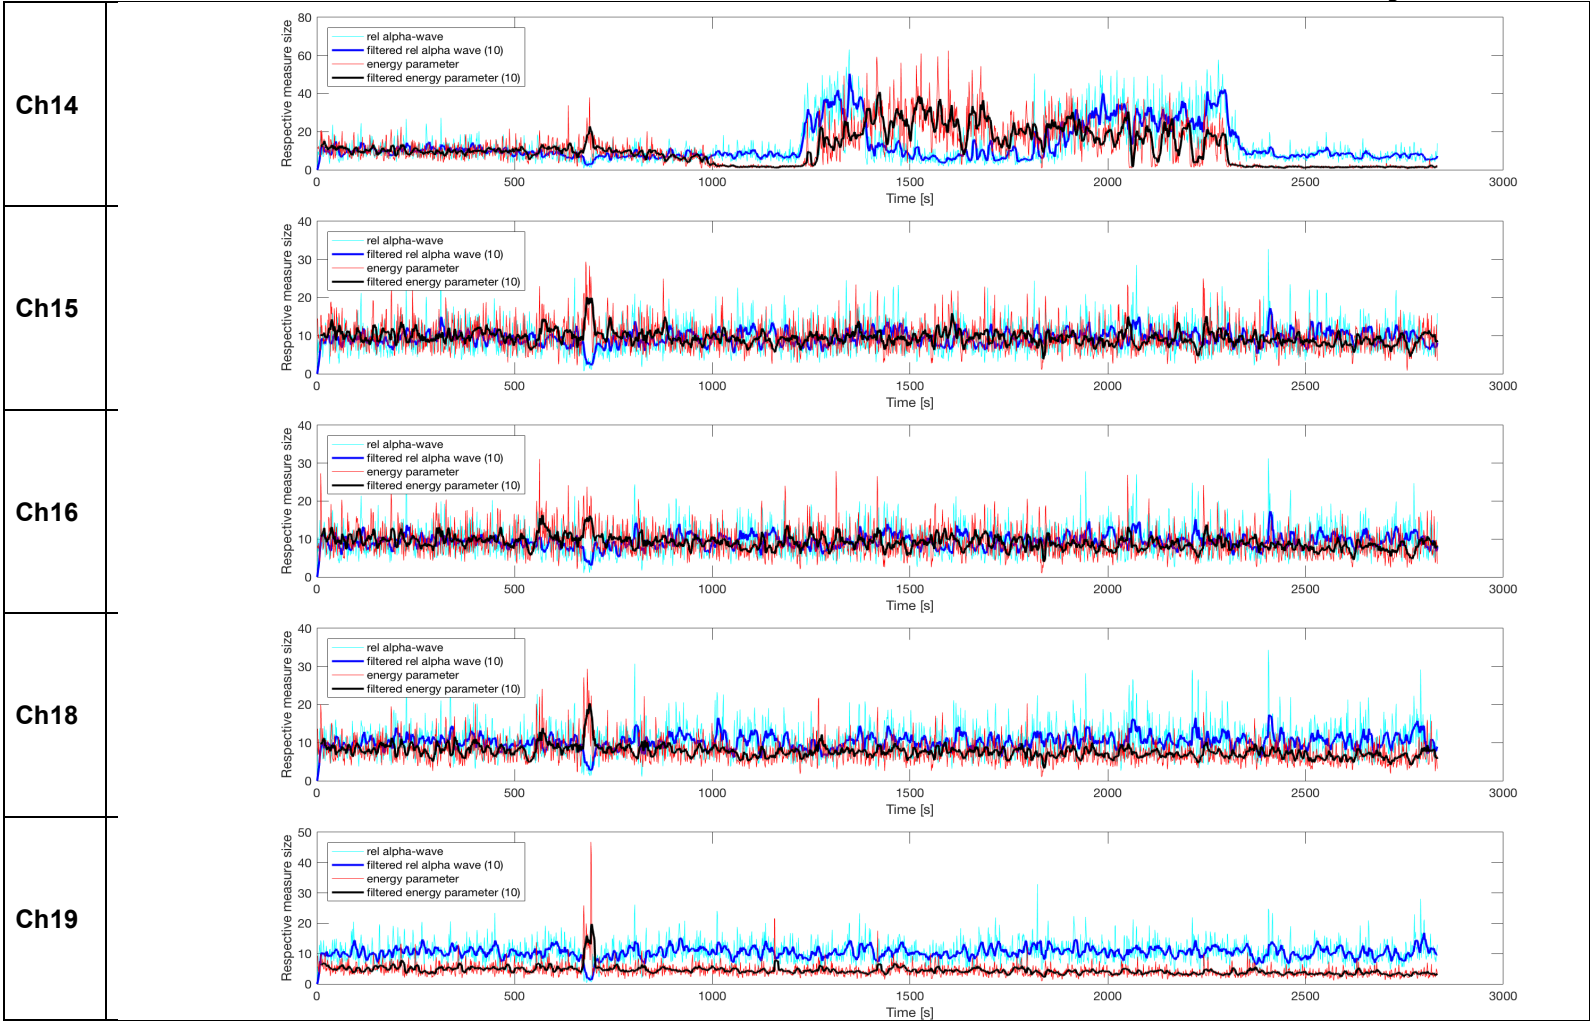 Ch14
Respective measure size
80
60
40
20
0
rel alpha-wave
filtered rel alpha wave (10)
energy parameter
filtered energy parameter (10)
0 500 1000 1500 2000 2500 3000
Time [s]
Ch15
Respective measure size
40
30
20
10
0
rel alpha-wave
filtered rel alpha wave (10)
energy parameter
filtered energy parameter (10)
0 500 1000 1500 2000 2500 3000
Time [s]
Ch16
Respective measure size
40
30
20
10
0
rel alpha-wave
filtered rel alpha wave (10)
energy parameter
filtered energy parameter (10)
0 500 1000 1500 2000 2500 3000
Time [s]
Ch18
Respective measure size
40
30
20
10
0
rel alpha-wave
filtered rel alpha wave (10)
energy parameter
filtered energy parameter (10)
0 500 1000 1500 2000 2500 3000
Time [s]
Ch19
Respective measure size
50
40
30
20
10
0
rel alpha-wave
filtered rel alpha wave (10)
energy parameter
filtered energy parameter (10)
0 500 1000 1500 2000 2500 3000
Time [s]